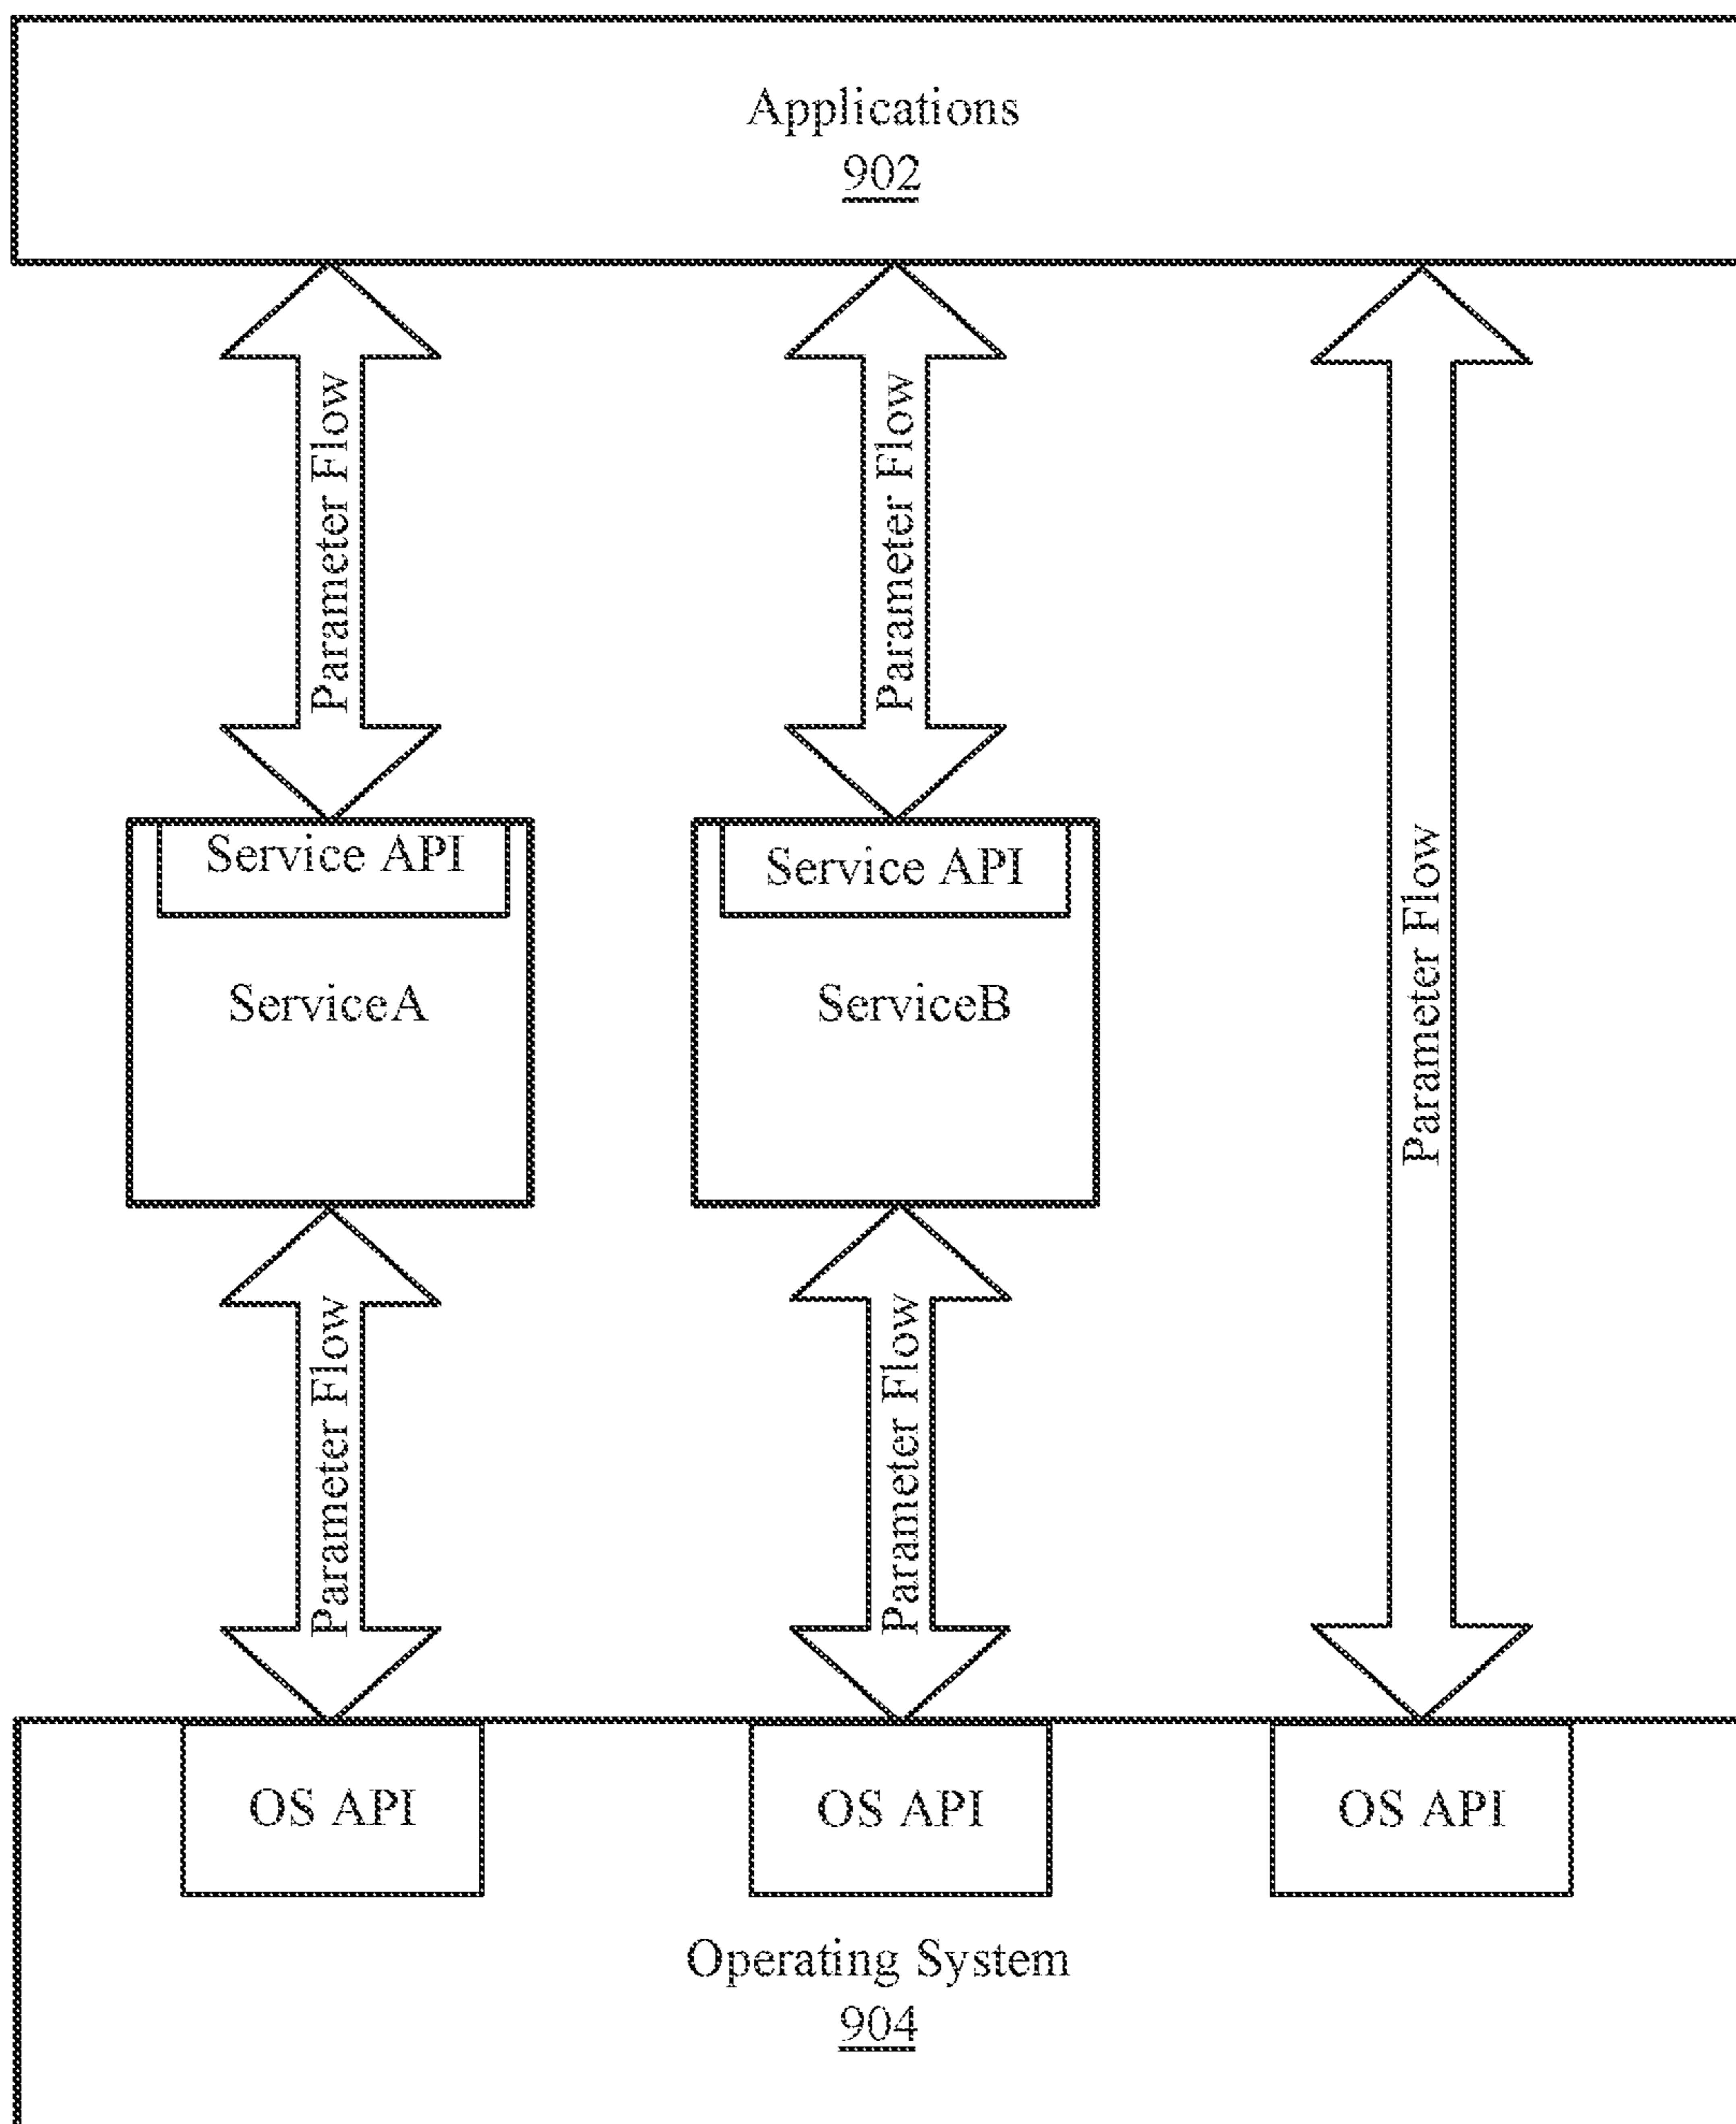 Applications
902
Parameter Flow
Parameter Flow
Parameter Flow
Service API
Service API
ServiceA
ServiceB
Parameter Flow
Parameter Flow
OS API
OS API
OS API
Operating System
904